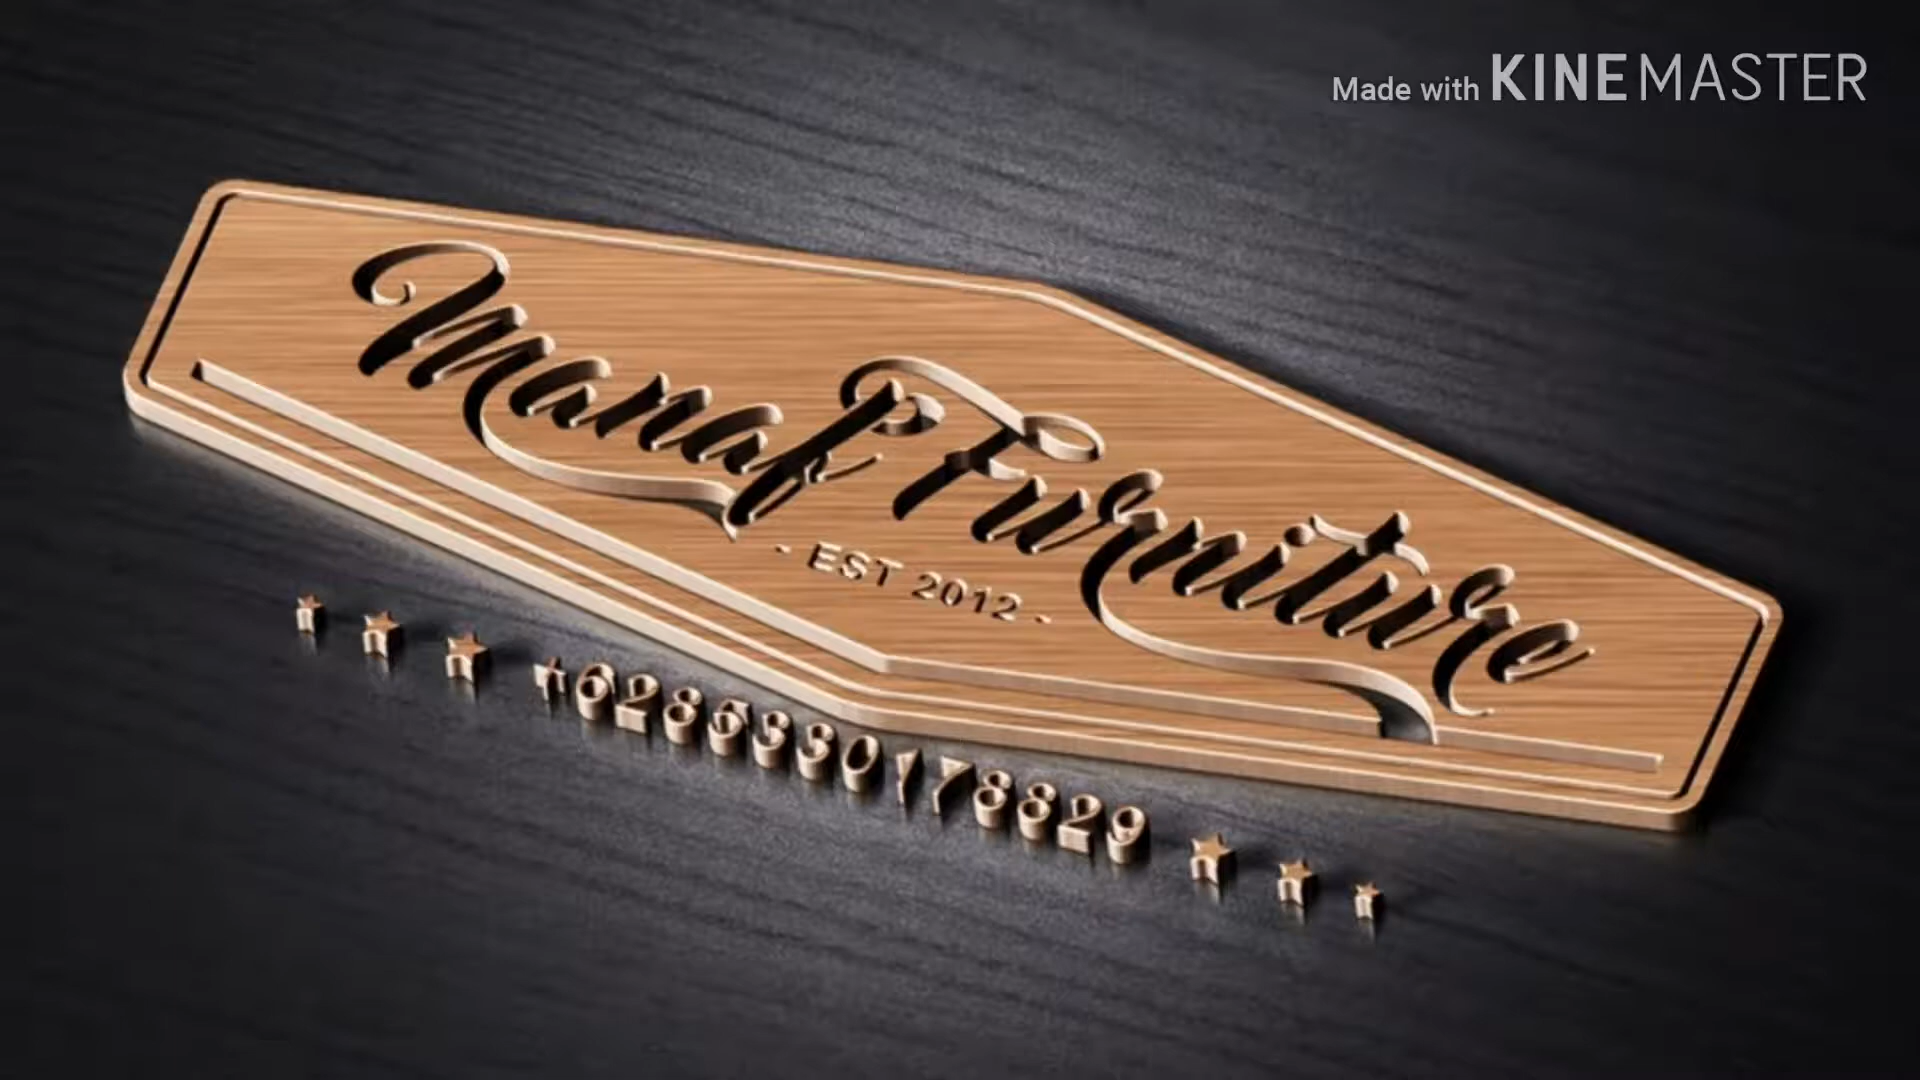 Made with KINEMASTER
Manaf Furniture
- EST 2012 -
+6285330178829